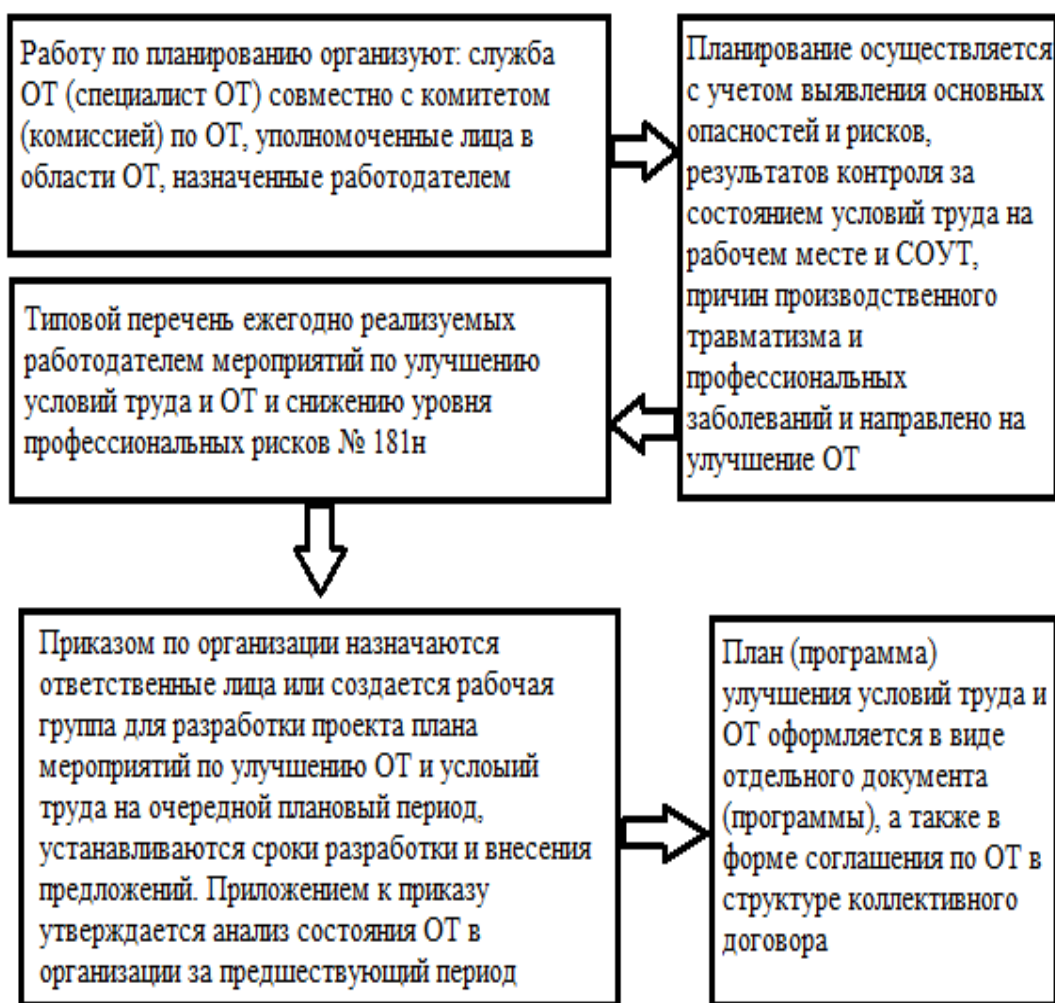 Работу по планированию организуют: служба
ОТ (специалист ОТ) совместно с комитетом
(комиссией) по ОТ, уполномоченные лица в
области ОТ, назначенные работодателем
Планирование осуществляется
с учетом выявления основных
опасностей и рисков,
результатов контроля за
состоянием условий труда на
рабочем месте и СОУТ,
причин производственного
травматизма и
профессиональных
заболеваний и направлено на
улучшение ОТ
Типовой перечень ежегодно реализуемых
работодателем мероприятий по улучшению
условий труда и ОТ и снижению уровня
профессиональных рисков № 181н
Приказом по организации назначаются
ответственные лица или создается рабочая
группа для разработки проекта плана
мероприятий по улучшению ОТ и услоыий
труда на очередной плановый период,
устанавливаются сроки разработки и внесения
предложений. Приложением к приказу
утверждается анализ состояния ОТ в
организации за предшествующий период
План (программа)
улучшения условий труда и
ОТ оформляется в виде
отдельного документа
(программы), а также в
форме соглашения по ОТ в
структуре коллективного
договора